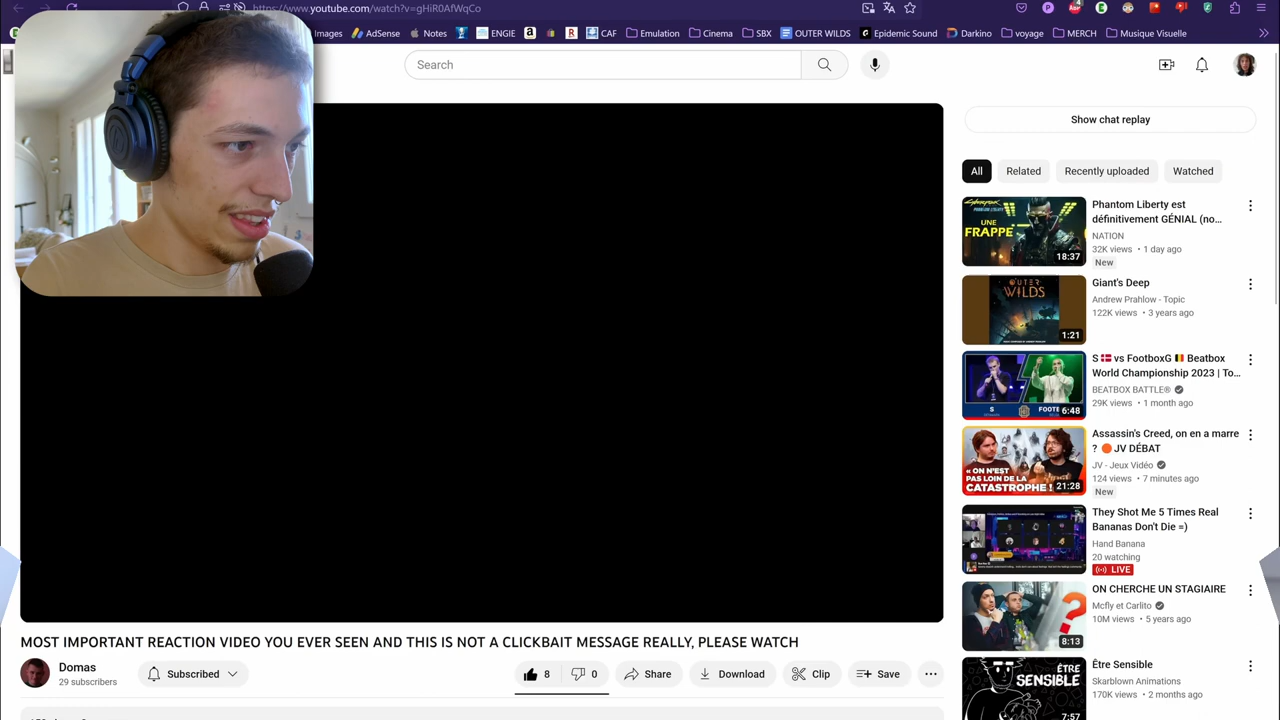 https://www.youtube.com/watch?v=gHiR0AfWqCo
Images
AdSense
Notes
ENGIE
CAF
Emulation
Cinema
SBX
OUTER WILDS
Epidemic Sound
Darkino
voyage
MERCH
Musique Visuelle
Search
Show chat replay
All
Related
Recently uploaded
Watched
CYBERPUNK
UNE
FRAPPE
18:37
Phantom Liberty est
définitivement GÉNIAL (no...
NATION
32K views • 1 day ago
New
OUTER
WILDS
1:21
Giant's Deep
Andrew Prahlow - Topic
122K views • 3 years ago
S
FOOTE
6:48
S 🇩🇰 vs FootboxG 🇧🇪 Beatbox
World Championship 2023 | To...
BEATBOX BATTLE®
29K views • 1 month ago
« ON N'EST
PAS LOIN DE LA
CATASTROPHE !
21:28
Assassin's Creed, on en a marre
? 🔴 JV DÉBAT
JV - Jeux Vidéo
124 views • 7 minutes ago
New
They Shot Me 5 Times Real
Bananas Don't Die =)
Hand Banana
20 watching
LIVE
8:13
ON CHERCHE UN STAGIAIRE
Mcfly et Carlito
10M views • 5 years ago
ÊTRE
SENSIBLE
7:57
Être Sensible
Skarblown Animations
170K views • 2 months ago
MOST IMPORTANT REACTION VIDEO YOU EVER SEEN AND THIS IS NOT A CLICKBAIT MESSAGE REALLY, PLEASE WATCH
Domas
29 subscribers
Subscribed
8
0
Share
Download
Clip
Save